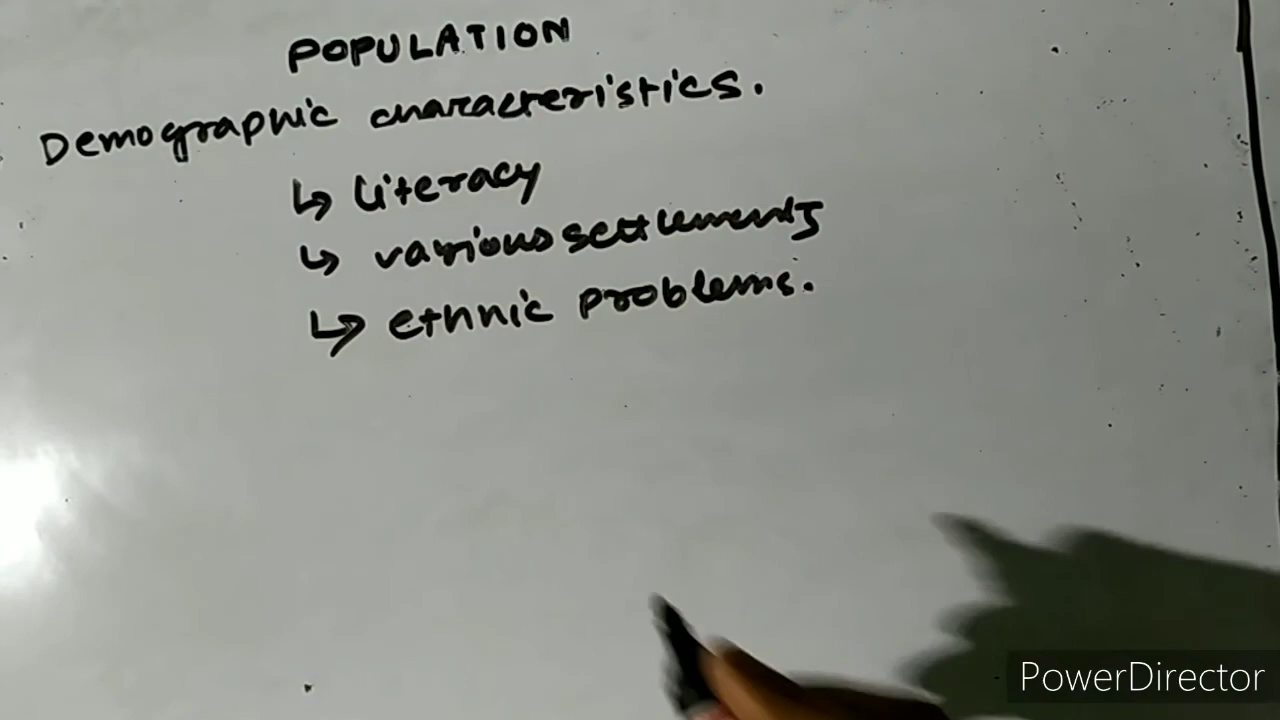 POPULATION
Demographic characteristics.
↳ literacy
↳ various settlements
↳ ethnic problems.
PowerDirector